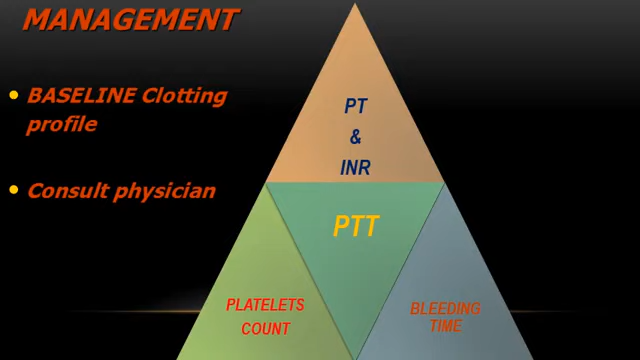 MANAGEMENT
BASELINE Clotting
profile
Consult physician
PT
&
INR
PTT
PLATELETS
COUNT
BLEEDING
TIME